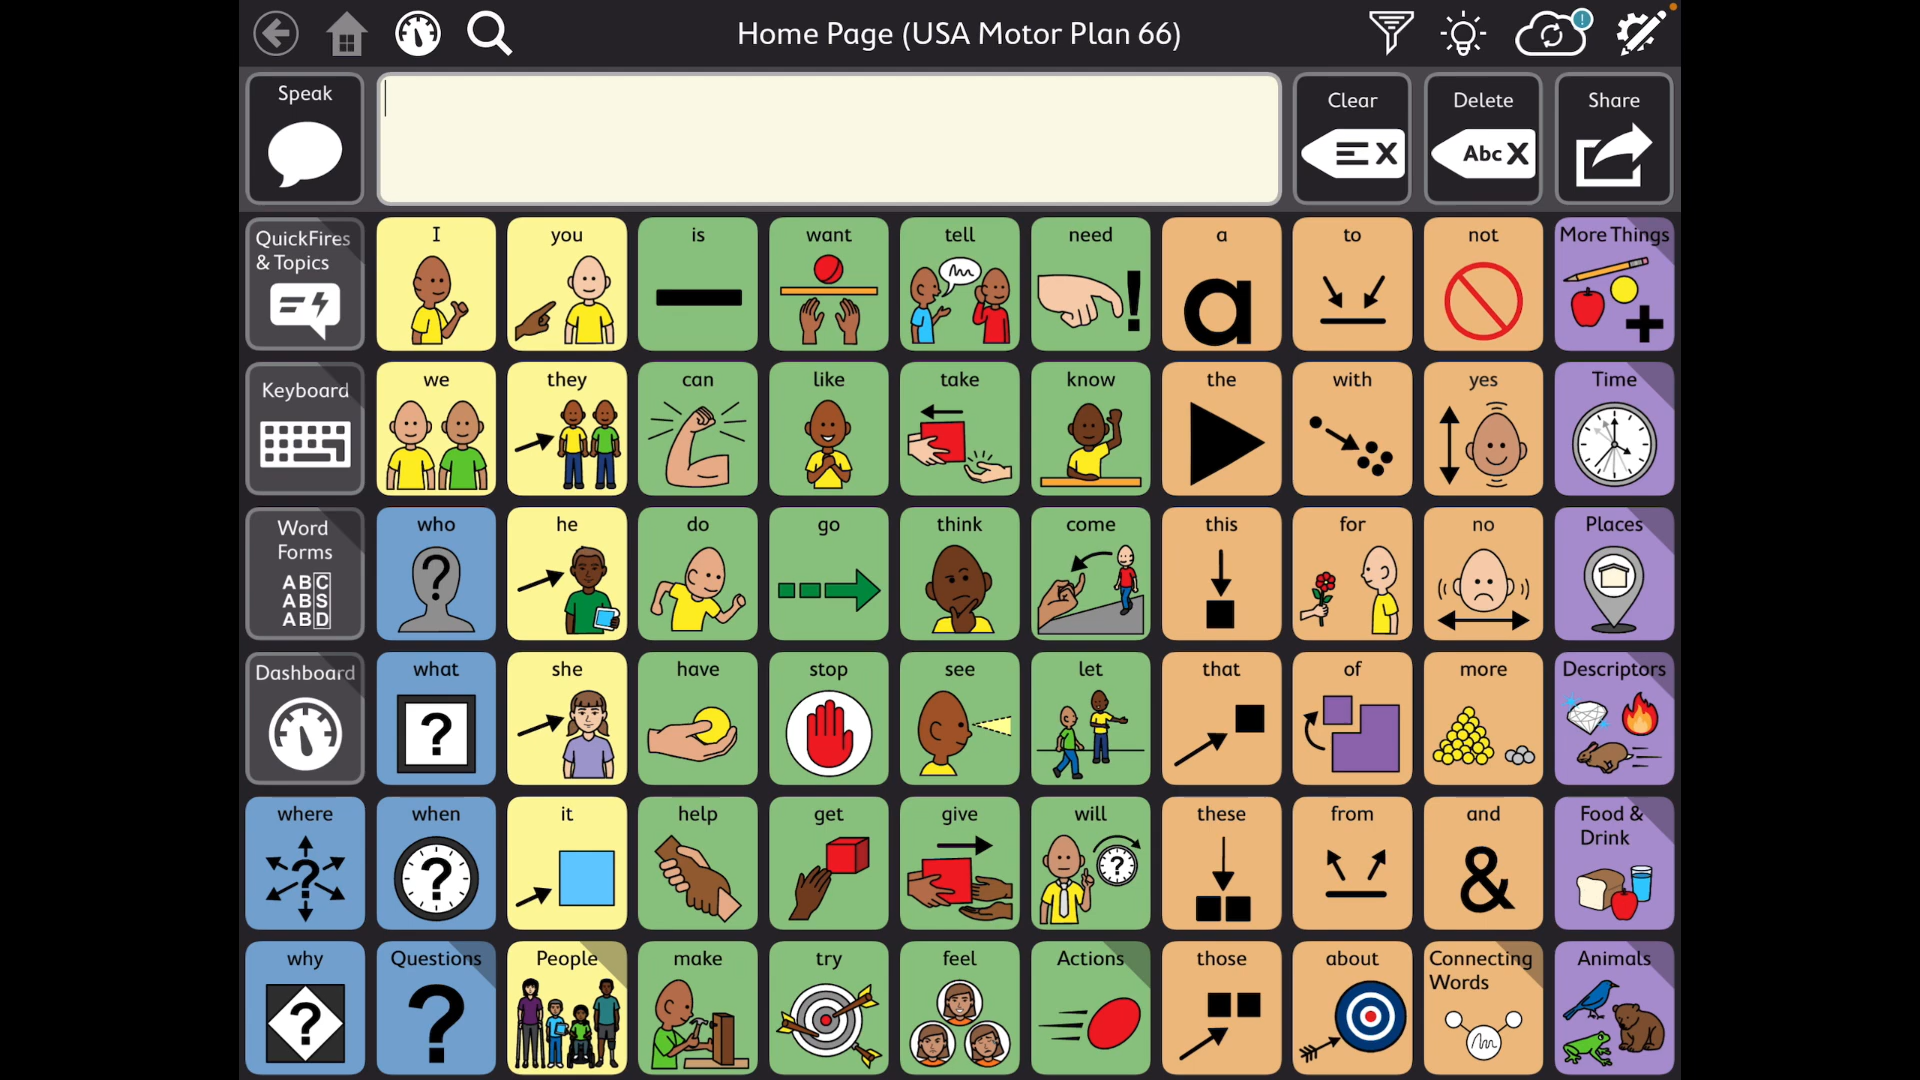 Home Page (USA Motor Plan 66)
Speak
Clear
Delete
Share
X
Abc X
QuickFires
& Topics
I
you
is
want
tell
need
a
to
not
More Things
!
a
Keyboard
we
they
can
like
take
know
the
with
yes
Time
Word
Forms
ABC
ABS
ABD
who
he
do
go
think
come
this
for
no
Places
?
Dashboard
what
she
have
stop
see
let
that
of
more
Descriptors
?
where
when
it
help
get
give
will
these
from
and
Food &
Drink
?
?
?
&
why
Questions
People
make
try
feel
Actions
those
about
Connecting
Words
Animals
?
?